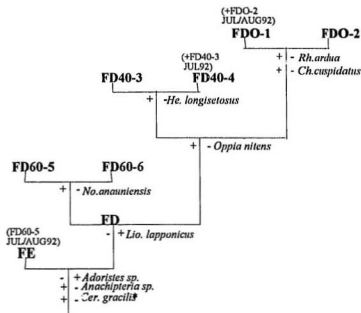 (+FDO-2
JUL/AUG92)
FDO-1 FDO-2
+ - Rh.ardua
+ - Ch.cuspidatus
(+FD40-3
JUL92)
FD40-3 FD40-4
+ -He. longisetosus
+ - Oppia nitens
FD60-5 FD60-6
+ -No.anauniensis
FD
- + Lio. lapponicus
(FD60-5
JUL/AUG92)
FE
- + Adoristes sp.
+ -Anachipteria sp.
+ -Cer. gracilis